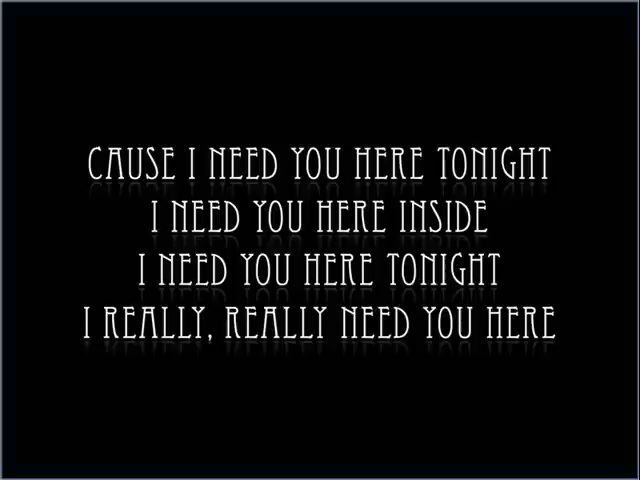 CAUSE I NEED YOU HERE TONIGHT
I NEED YOU HERE INSIDE
I NEED YOU HERE TONIGHT
I REALLY, REALLY NEED YOU HERE